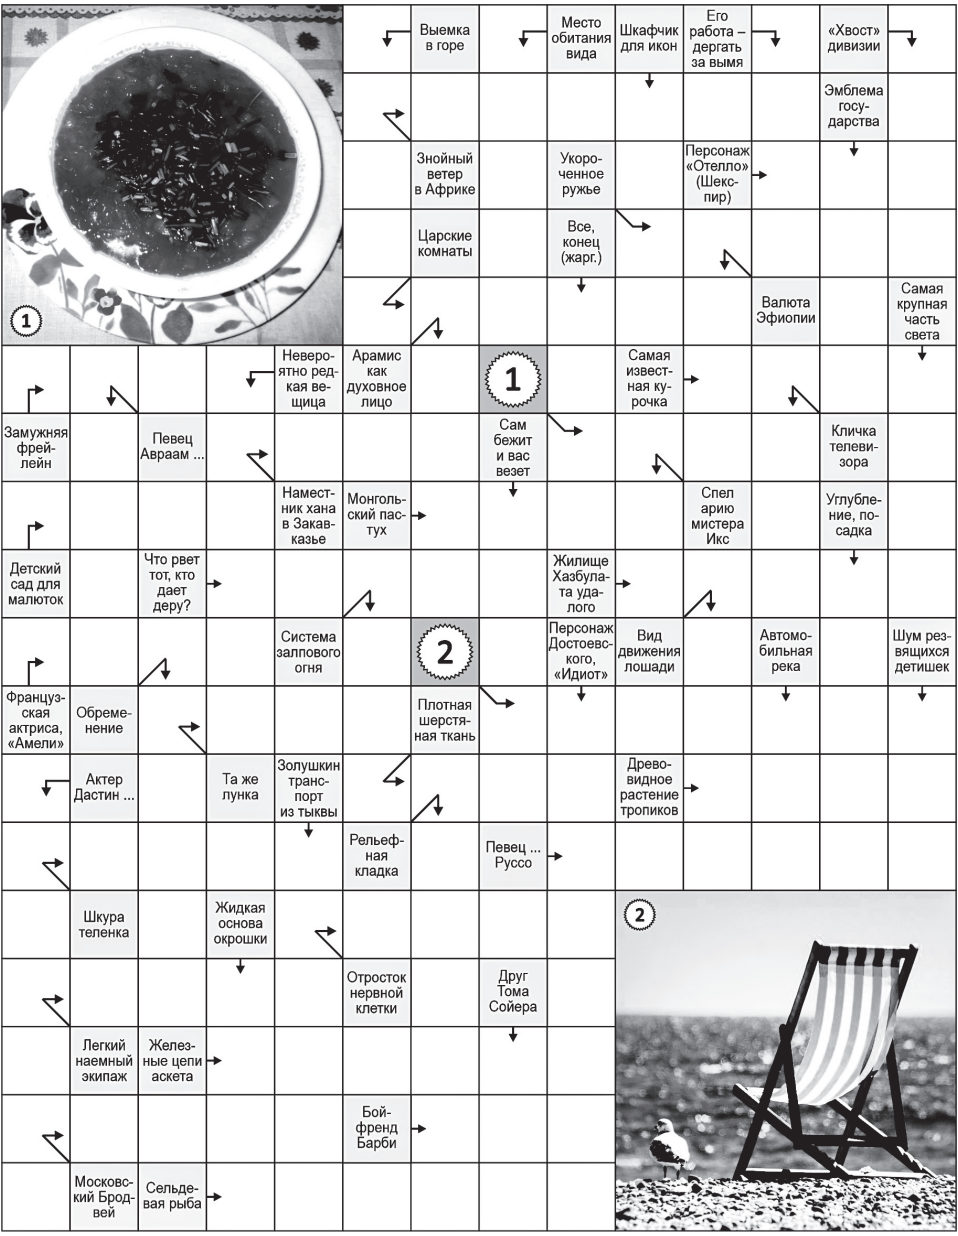 Выемка
в горе
Место
обитания
вида
Шкафчик
для икон
Его
работа –
дергать
за вымя
«Хвост»
дивизии
Эмблема
госу-
дарства
Знойный
ветер
в Африке
Укоро-
ченное
ружье
Персонаж
«Отелло»
(Шекс-
пир)
Царские
комнаты
Все,
конец
(жарг.)
1
Валюта
Эфиопии
Самая
крупная
часть
света
Неверо-
ятно ред-
кая ве-
щица
Арамис
как
духовное
лицо
1
Самая
извест-
ная ку-
рочка
Замужняя
фрей-
лейн
Певец
Авраам ...
Сам
бежит
и вас
везет
Кличка
телеви-
зора
Намест-
ник хана
в Закав-
казье
Монголь-
ский пас-
тух
Спел
арию
мистера
Икс
Углубле-
ние, по-
садка
Детский
сад для
малюток
Что рвет
тот, кто
дает
деру?
Жилище
Хазбула-
та уда-
лого
Система
залпового
огня
2
Персонаж
Достоевс-
кого,
«Идиот»
Вид
движения
лошади
Автомо-
бильная
река
Шум рез-
вящихся
детишек
Француз-
ская
актриса,
«Амели»
Обреме-
нение
Плотная
шерстя-
ная ткань
Актер
Дастин ...
Та же
лунка
Золушкин
транс-
порт
из тыквы
Древо-
видное
растение
тропиков
Рельеф-
ная
кладка
Певец ...
Руссо
Шкура
теленка
Жидкая
основа
окрошки
2
Отросток
нервной
клетки
Друг
Тома
Сойера
Легкий
наемный
экипаж
Желез-
ные цепи
аскета
Бой-
френд
Барби
Московс-
кий Брод-
вей
Сельде-
вая рыба